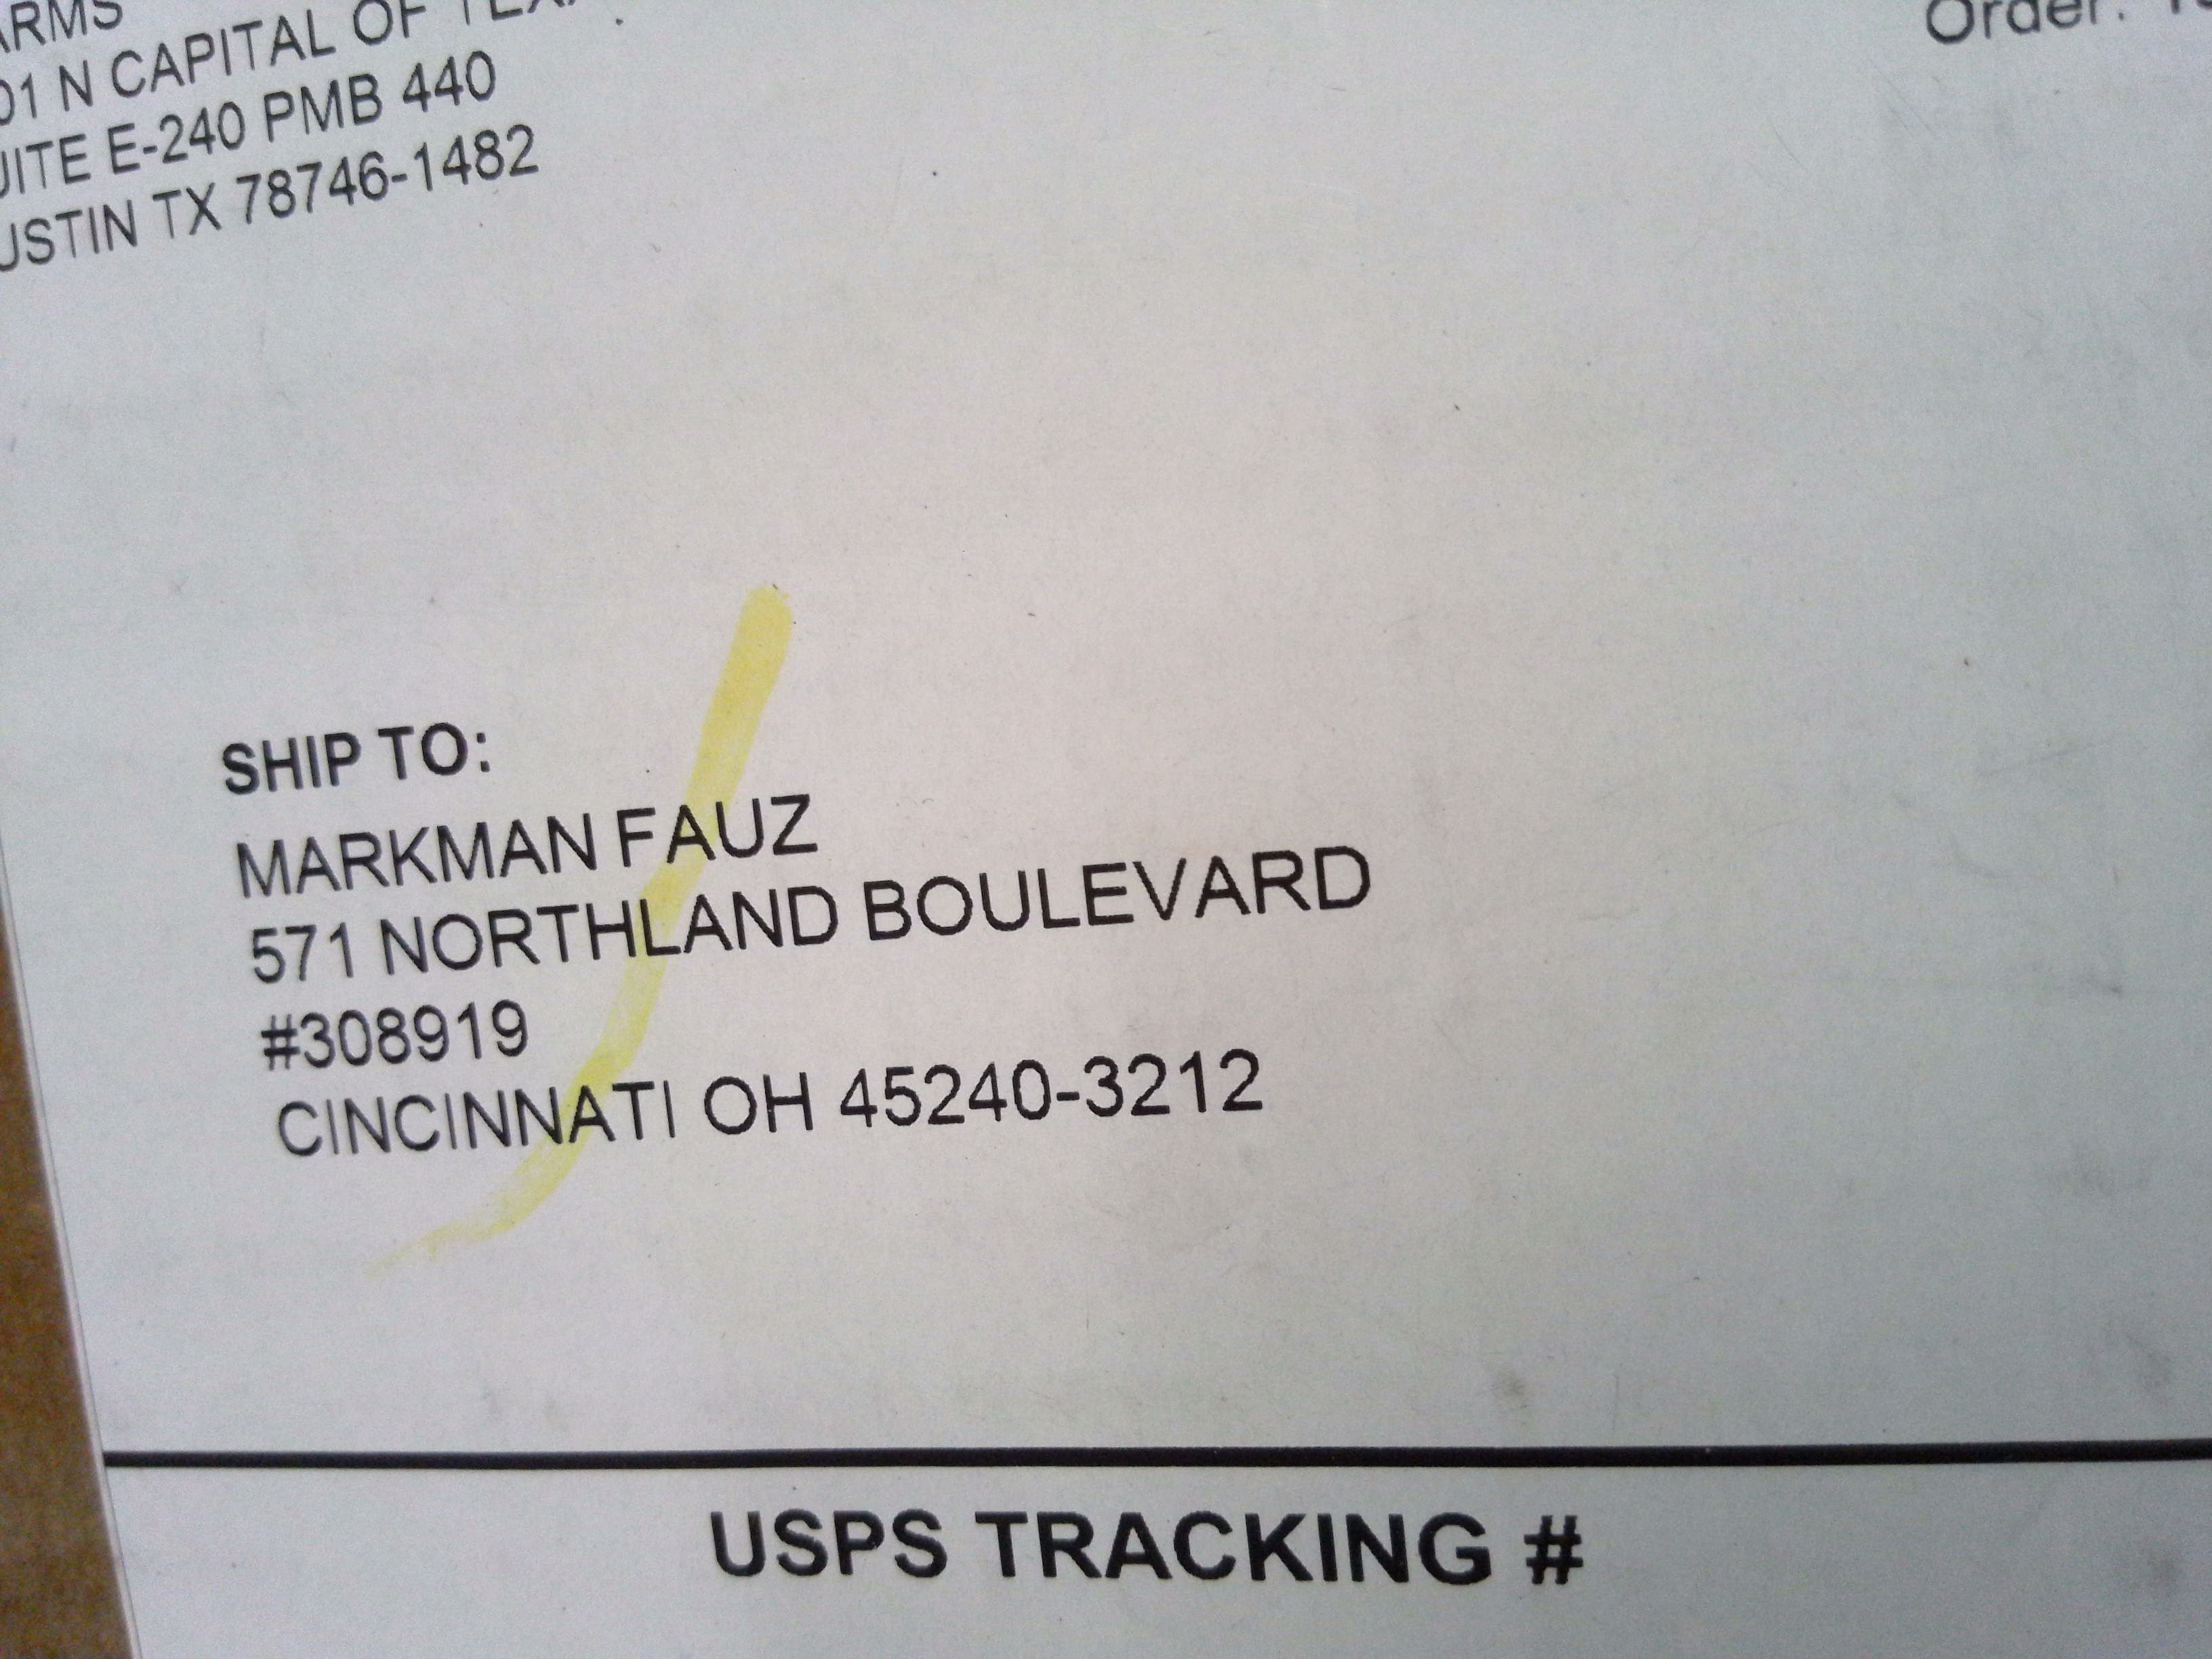 ARMS
01 N CAPITAL OF
UITE E-240 PMB 440
USTIN TX 78746-1482
Order:
SHIP TO:
MARKMAN FAUZ
571 NORTHLAND BOULEVARD
#308919
CINCINNATI OH 45240-3212
USPS TRACKING #